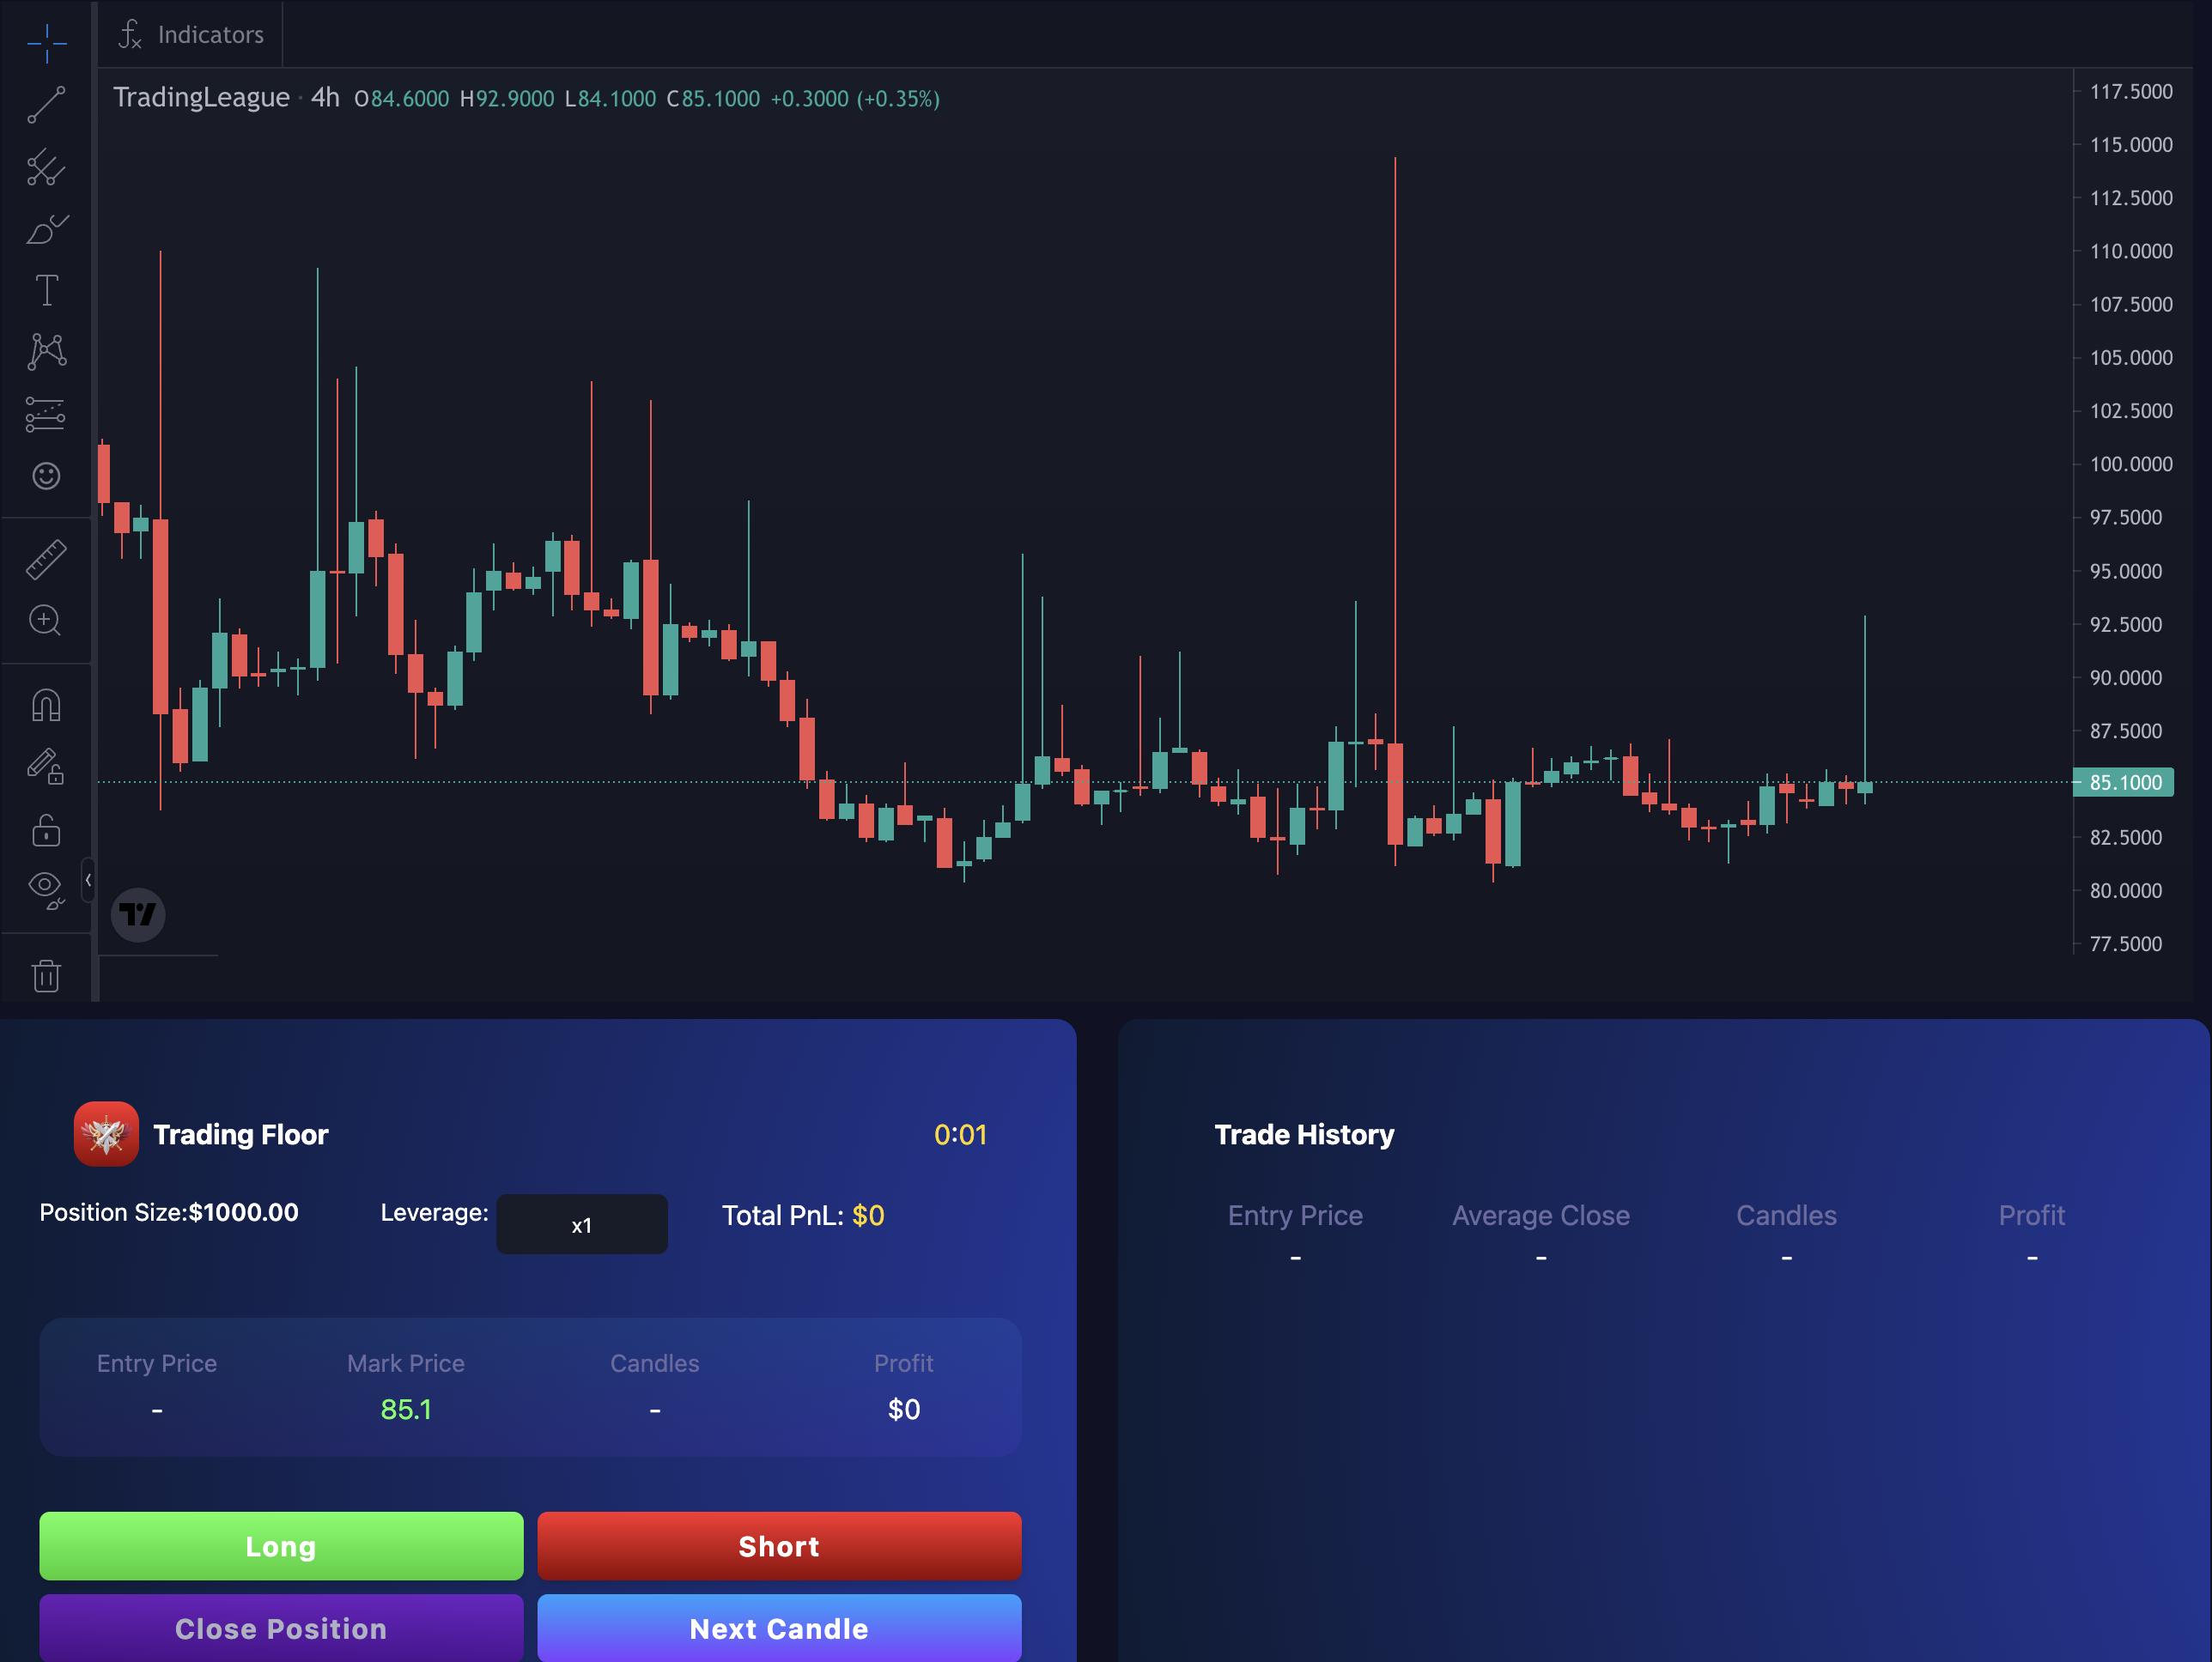 Indicators
TradingLeague · 4h O84.6000 H92.9000 L84.1000 C85.1000 +0.3000 (+0.35%)
117.5000
115.0000
112.5000
110.0000
107.5000
105.0000
102.5000
100.0000
97.5000
95.0000
92.5000
90.0000
87.5000
85.1000
82.5000
80.0000
77.5000
Trading Floor 0:01
Position Size:$1000.00 Leverage: x1 Total PnL: $0
Entry Price Mark Price Candles Profit
- 85.1 - $0
Long Short
Close Position Next Candle
Trade History
Entry Price Average Close Candles Profit
- - - -